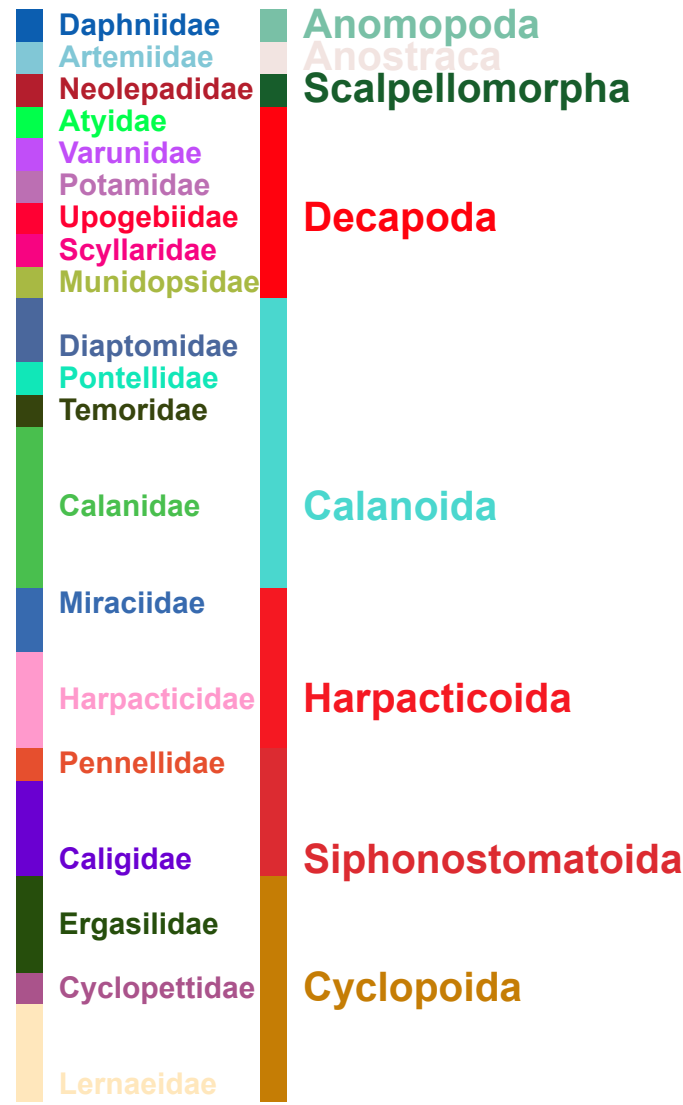 Daphniidae Anomopoda
Artemiidae Anostraca
Neolepadidae Scalpellomorpha
Atyidae
Varunidae
Potamidae
Upogebiidae Decapoda
Scyllaridae
Munidopsidae
Diaptomidae
Pontellidae
Temoridae
Calanidae Calanoida
Miraciidae
Harpacticidae Harpacticoida
Pennellidae
Caligidae Siphonostomatoida
Ergasilidae
Cyclopettidae Cyclopoida
Lernaeidae